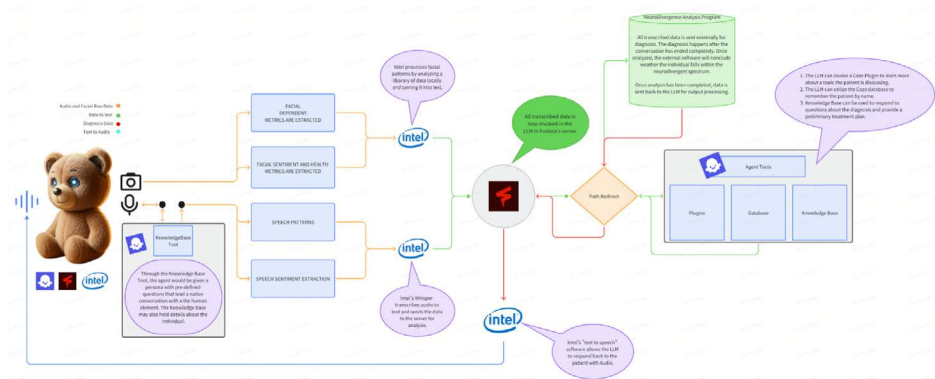 NeuroDivergence Analysis Program
All transcribed data is sent externally for
diagnosis. The diagnosis happens after the
conversation has ended completely. Once
analyzed, the external software will conclude
weather the individual falls within the
neurodivergent spectrum.
Once analysis has been completed, data is
sent back to the LLM for output processing.
Intel processes facial
patterns by analyzing a
library of data locally
and turning it into text.
1. The LLM can invoke a Coze Plugin to learn more
about a topic the patient is discussing.
2. The LLM can utilize the Coze database to
remember the patient by name.
3. Knowledge Base can be used to respond to
questions about the diagnosis and provide a
preliminary treatment plan.
Audio and Facial Raw Data
Data to text
Diagnosis Data
Text to Audio
FACIAL
DEPENDENT
METRICS ARE EXTRACTED
intel
All transcribed data is
now invoked in the
LLM in server.
FACIAL SENTIMENT AND HEALTH
METRICS ARE EXTRACTED
Agent Tools
Path Redirect
Plugins
Database
Knowledge Base
SPEECH PATTERNS
KnowledgeBase
Tool
intel
SPEECH SENTIMENT EXTRACTION
Through the Knowledge Base
Tool, the agent would be given a
persona with pre-defined
questions that lead a native
conversation with the human
element. The Knowledge Base
may also hold details about the
individual.
intel
Intel's Whisper
transcribes audio to
text and sends the data
to the server for
analysis.
intel
Intel's "text to speech"
software allows the LLM
to respond back to the
patient with Audio.